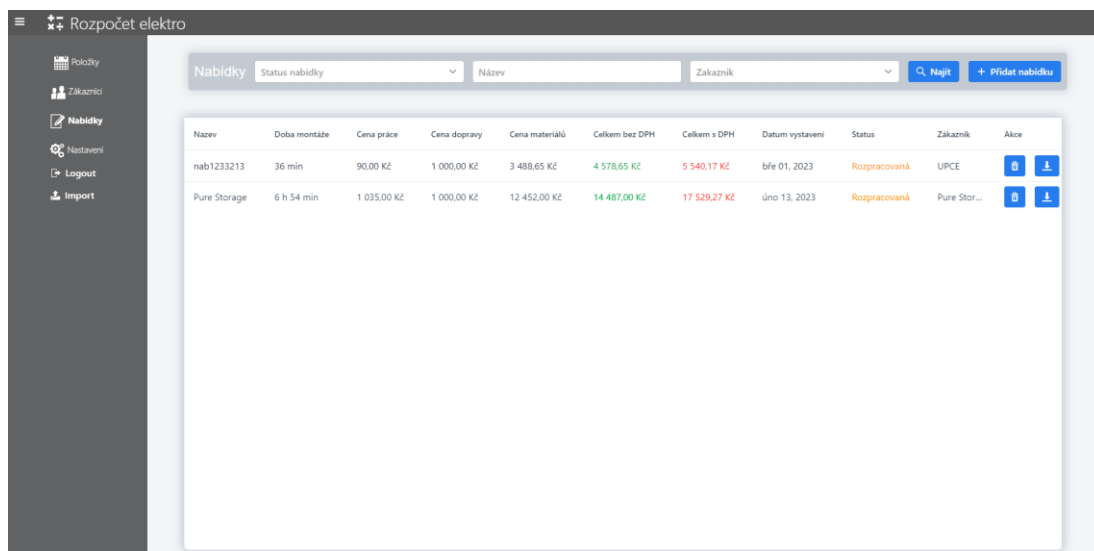 Rozpočet elektro
Položky
Zákazníci
Nabídky
Nastavení
Logout
Import
Nabídky Status nabídky Název Zakaznik Najít + Přidat nabídku
Nazev Doba montáže Cena práce Cena dopravy Cena materiálů Celkem bez DPH Celkem s DPH Datum vystavení Status Zákazník Akce
nab1233213 36 min 90,00 Kč 1 000,00 Kč 3 488,65 Kč 4 578,65 Kč 5 540,17 Kč bře 01, 2023 Rozpracovaná UPCE
Pure Storage 6 h 54 min 1 035,00 Kč 1 000,00 Kč 12 452,00 Kč 14 487,00 Kč 17 529,27 Kč úno 13, 2023 Rozpracovaná Pure Stor...